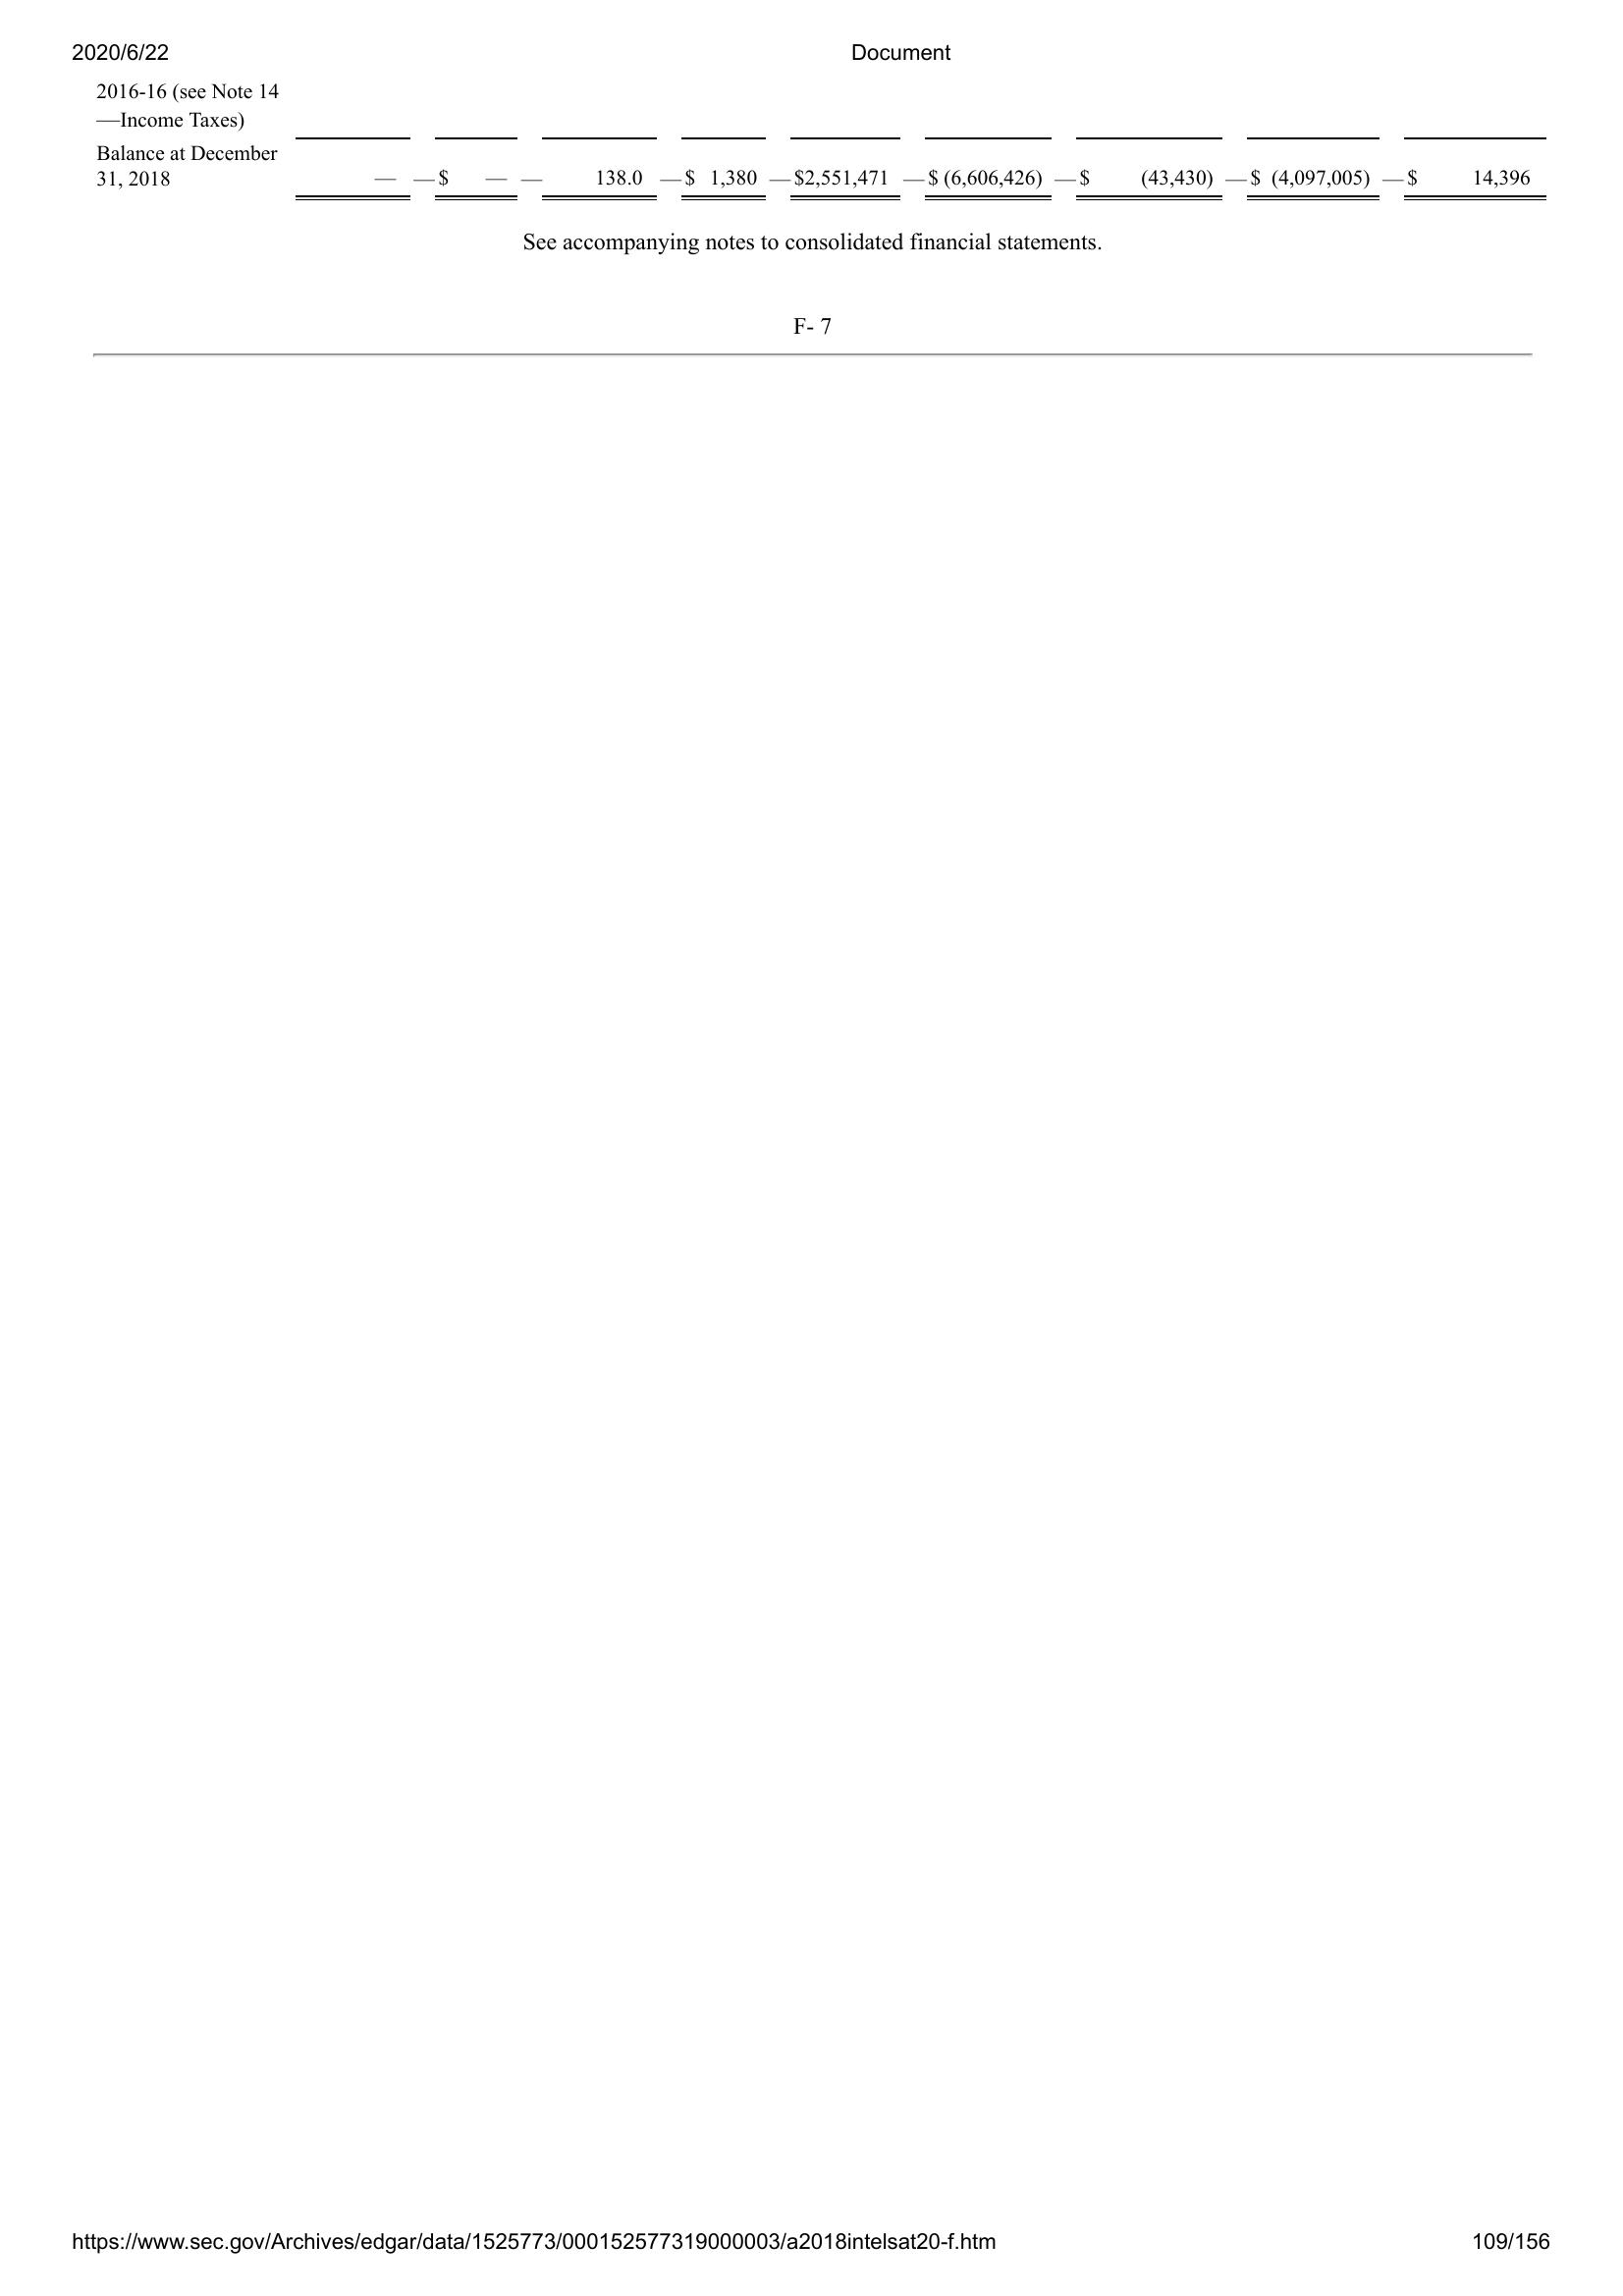 2020/6/22 Document
2016-16 (see Note 14
—Income Taxes)
Balance at December
31, 2018 — — $ — — 138.0 — $ 1,380 — $2,551,471 — $ (6,606,426) — $ (43,430) — $ (4,097,005) — $ 14,396
See accompanying notes to consolidated financial statements.
F- 7
https://www.sec.gov/Archives/edgar/data/1525773/000152577319000003/a2018intelsat20-f.htm 109/156